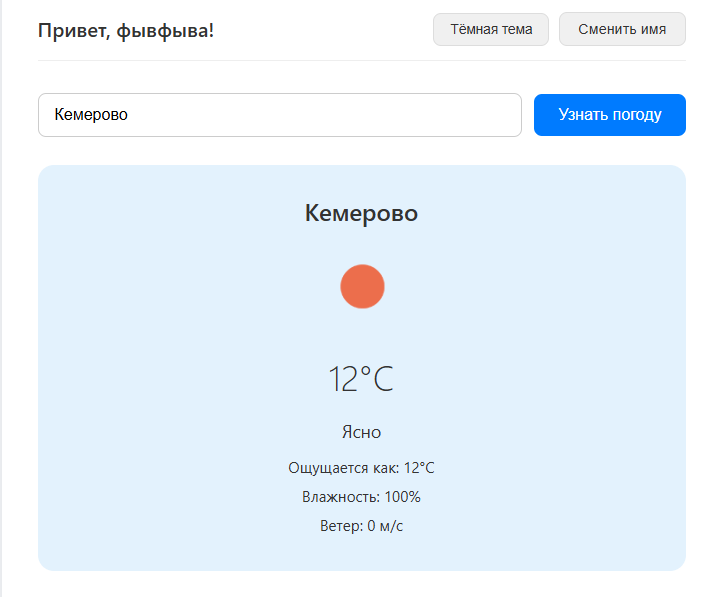 Привет, фывфыва!
Тёмная тема
Сменить имя
Кемерово
Узнать погоду
Кемерово
12°C
Ясно
Ощущается как: 12°C
Влажность: 100%
Ветер: 0 м/с